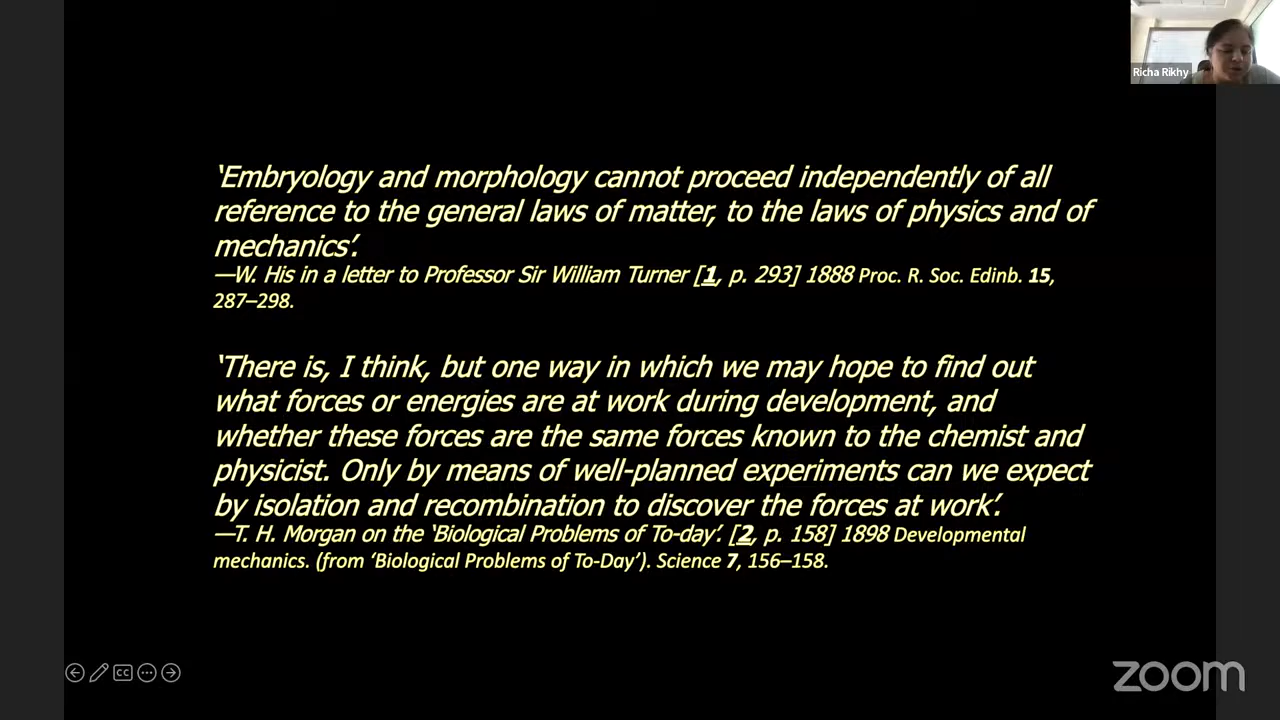 Richa Rikhy
‘Embryology and morphology cannot proceed independently of all
reference to the general laws of matter, to the laws of physics and of
mechanics’.
—W. His in a letter to Professor Sir William Turner [1, p. 293] 1888 Proc. R. Soc. Edinb. 15,
287–298.
‘There is, I think, but one way in which we may hope to find out
what forces or energies are at work during development, and
whether these forces are the same forces known to the chemist and
physicist. Only by means of well-planned experiments can we expect
by isolation and recombination to discover the forces at work’.
—T. H. Morgan on the ‘Biological Problems of To-day’. [2, p. 158] 1898 Developmental
mechanics. (from ‘Biological Problems of To-Day’). Science 7, 156–158.
CC
zoom